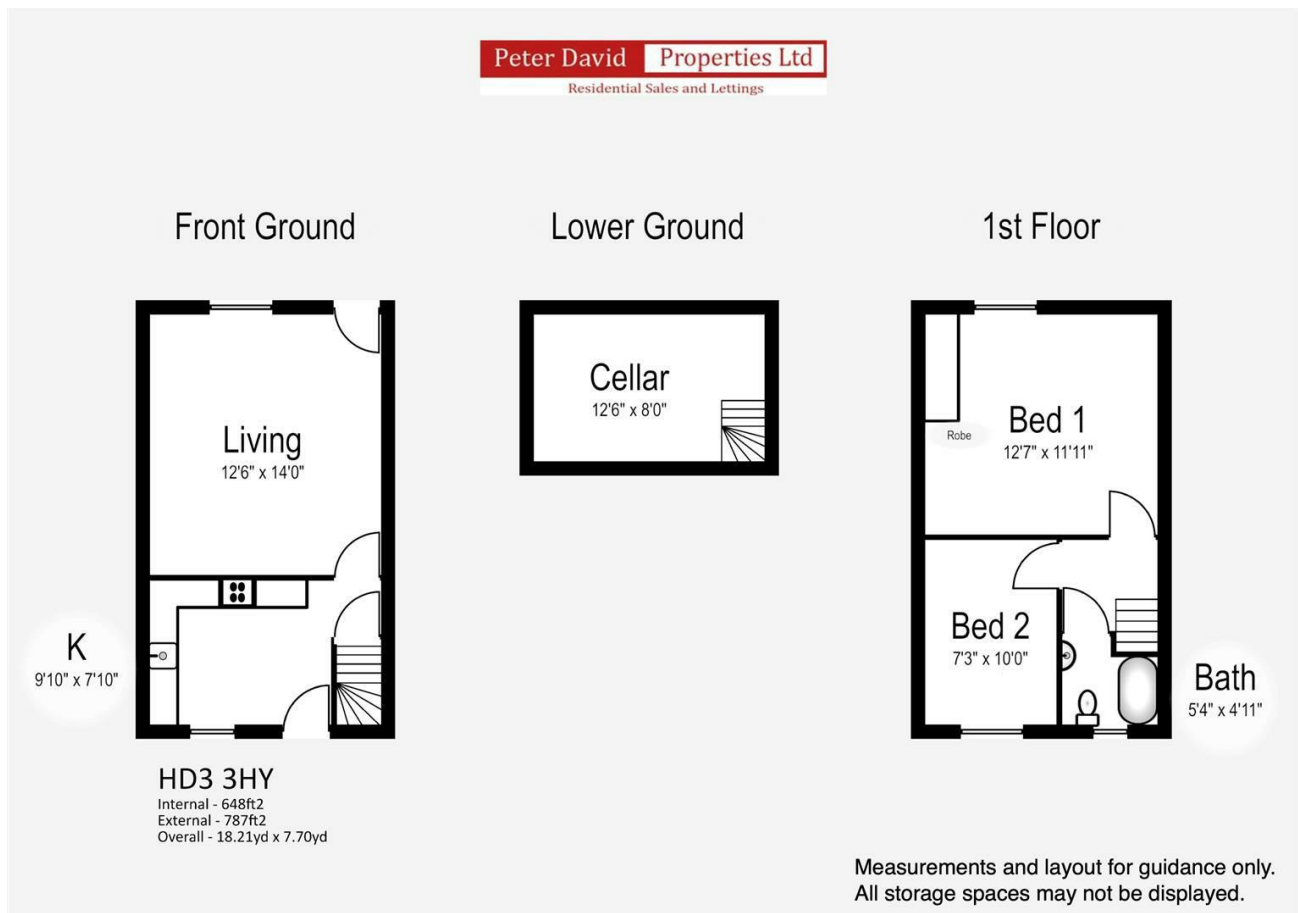 Peter David Properties Ltd
Residential Sales and Lettings
Front Ground
Lower Ground
1st Floor
Living
12'6" x 14'0"
K
9'10" x 7'10"
Cellar
12'6" x 8'0"
Bed 1
12'7" x 11'11"
Robe
Bed 2
7'3" x 10'0"
Bath
5'4" x 4'11"
HD3 3HY
Internal - 648ft2
External - 787ft2
Overall - 18.21yd x 7.70yd
Measurements and layout for guidance only.
All storage spaces may not be displayed.